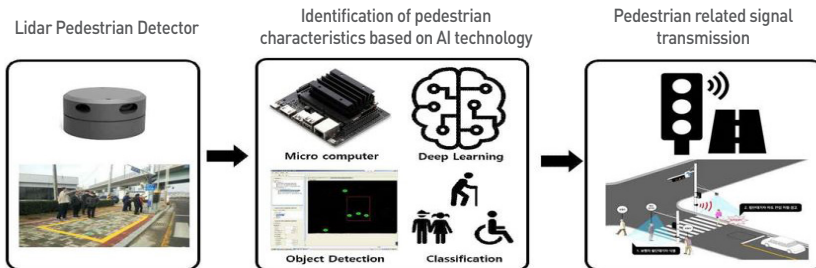 Lidar Pedestrian Detector
Identification of pedestrian
characteristics based on AI technology
Pedestrian related signal
transmission
Micro computer
Deep Learning
Object Detection
Classification